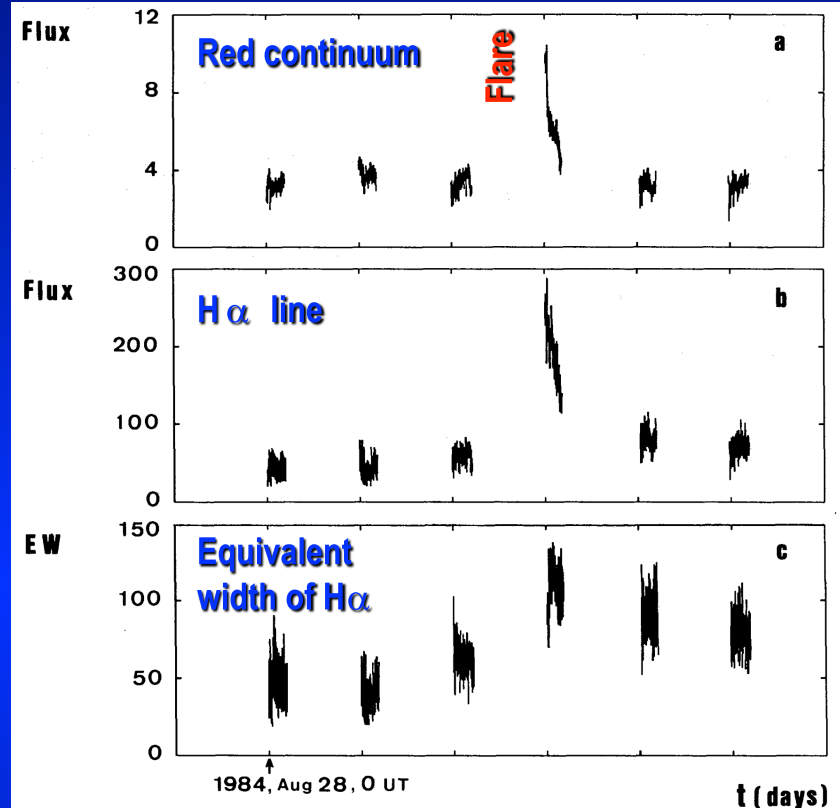 Flux
12
8
4
0
Red continuum
Flare
a
Flux
300
200
100
0
H α line
b
EW
150
100
50
0
Equivalent
width of Hα
c
1984, Aug 28, 0 UT
t (days)